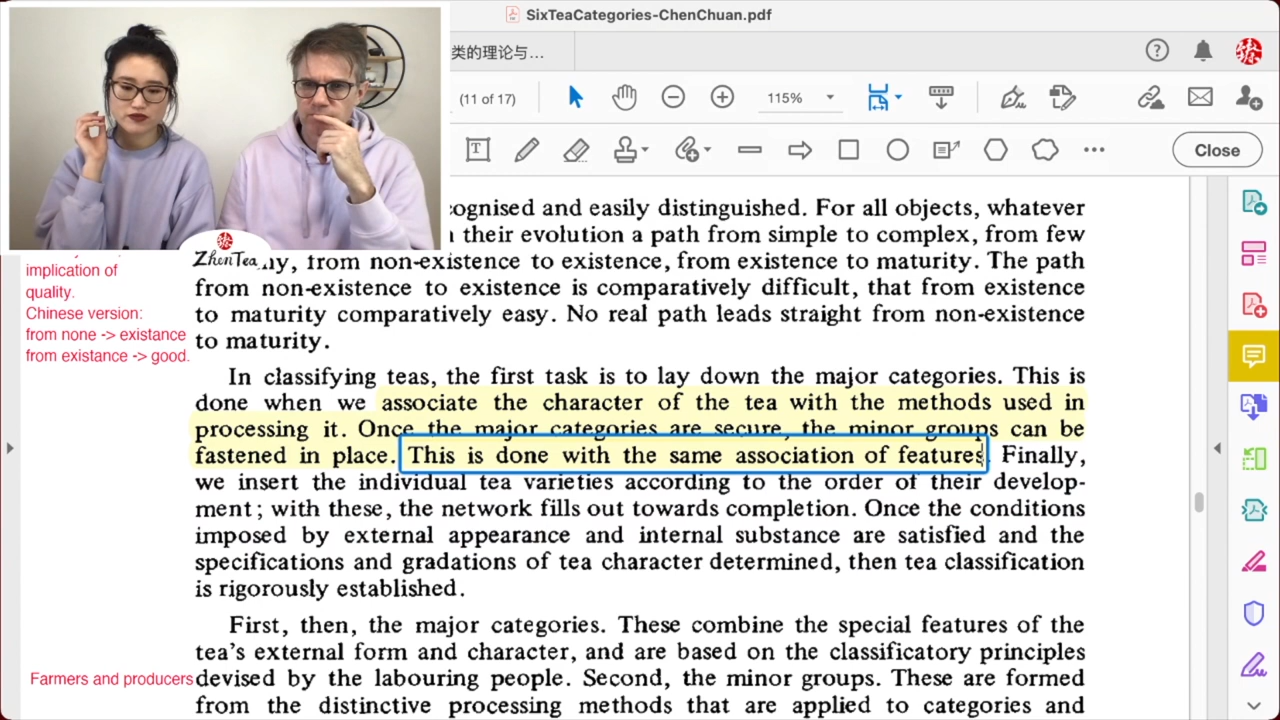 SixTeaCategories-ChenChuan.pdf
类的理论与...
(11 of 17)
115%
Close
T
ZhenTea
implication of
quality.
Chinese version:
from none -> existance
from existance -> good.
Farmers and producers
ognised and easily distinguished. For all objects, whatever
their evolution a path from simple to complex, from few
ny, from non-existence to existence, from existence to maturity. The path
from non-existence to existence is comparatively difficult, that from existence
to maturity comparatively easy. No real path leads straight from non-existence
to maturity.
In classifying teas, the first task is to lay down the major categories. This is
done when we associate the character of the tea with the methods used in
processing it. Once the major categories are secure, the minor groups can be
fastened in place. This is done with the same association of features. Finally,
we insert the individual tea varieties according to the order of their develop-
ment; with these, the network fills out towards completion. Once the conditions
imposed by external appearance and internal substance are satisfied and the
specifications and gradations of tea character determined, then tea classification
is rigorously established.
First, then, the major categories. These combine the special features of the
tea's external form and character, and are based on the classificatory principles
devised by the labouring people. Second, the minor groups. These are formed
from the distinctive processing methods that are applied to categories and